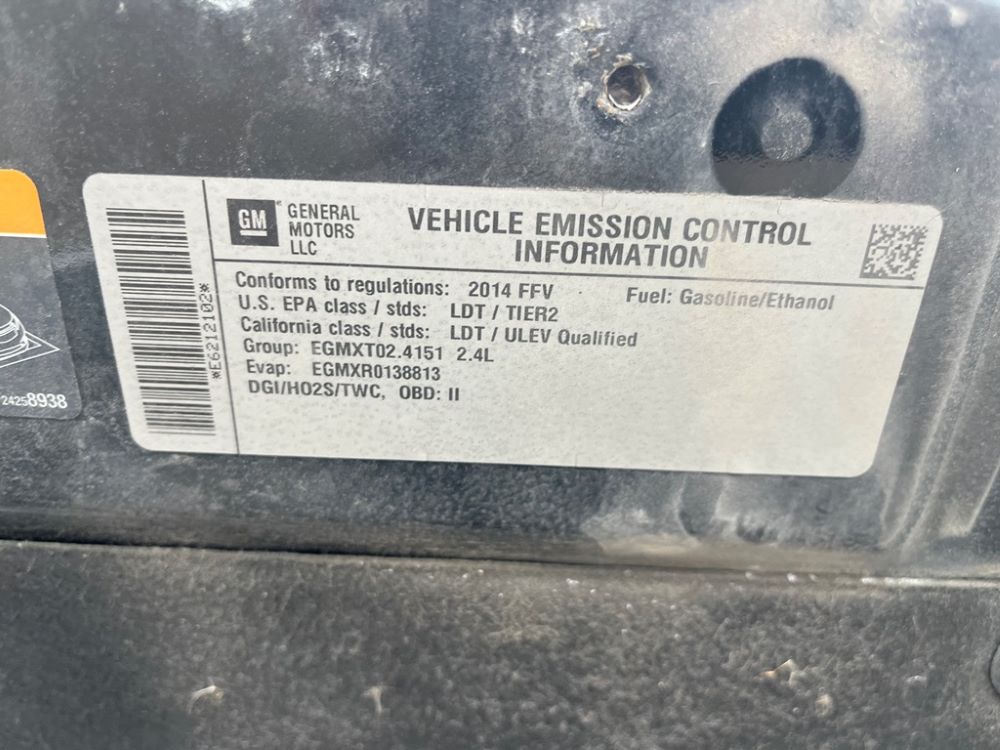 *E6212102*
GM
GENERAL
MOTORS
LLC
VEHICLE EMISSION CONTROL
INFORMATION
Conforms to regulations: 2014 FFV Fuel: Gasoline/Ethanol
U.S. EPA class / stds: LDT / TIER2
California class / stds: LDT / ULEV Qualified
Group: EGMXT02.4151 2.4L
Evap: EGMXR0138813
DGI/HO2S/TWC, OBD: II
24258938